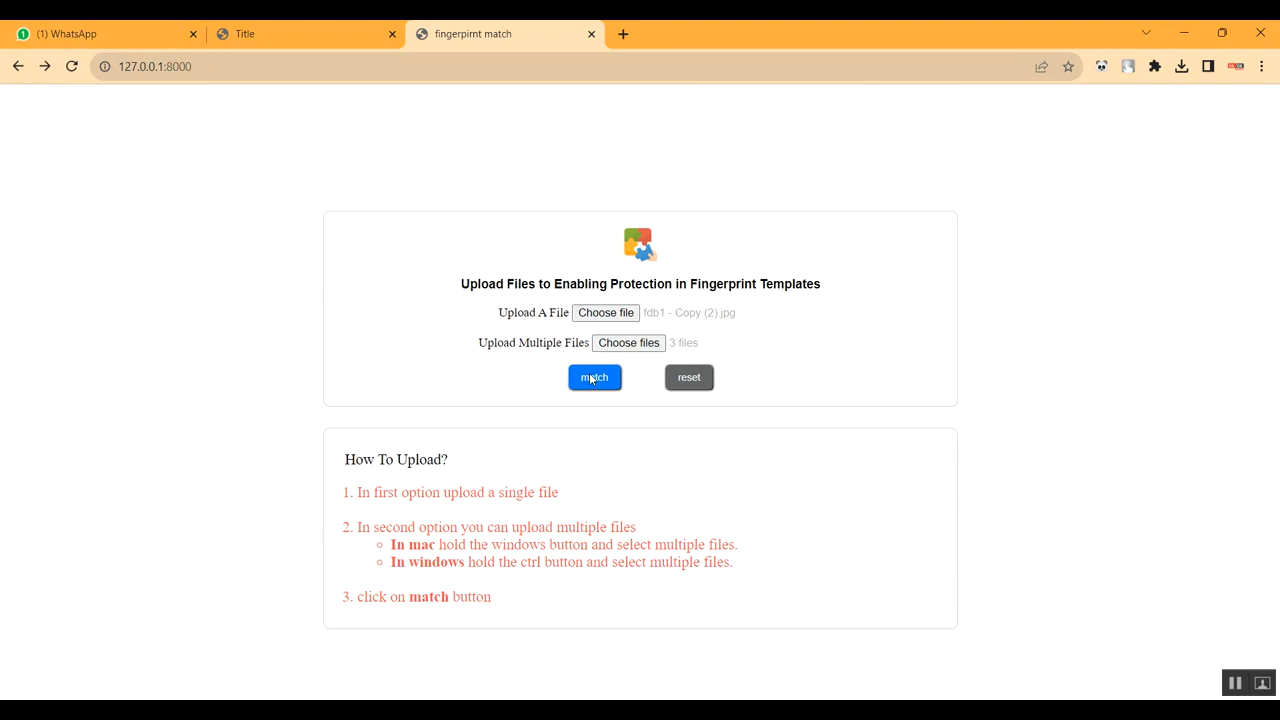 (1) WhatsApp
Title
fingerpirnt match
127.0.0.1:8000
Upload Files to Enabling Protection in Fingerprint Templates
Upload A File Choose file fdb1 - Copy (2).jpg
Upload Multiple Files Choose files 3 files
match reset
How To Upload?
1. In first option upload a single file
2. In second option you can upload multiple files
In mac hold the windows button and select multiple files.
In windows hold the ctrl button and select multiple files.
3. click on match button